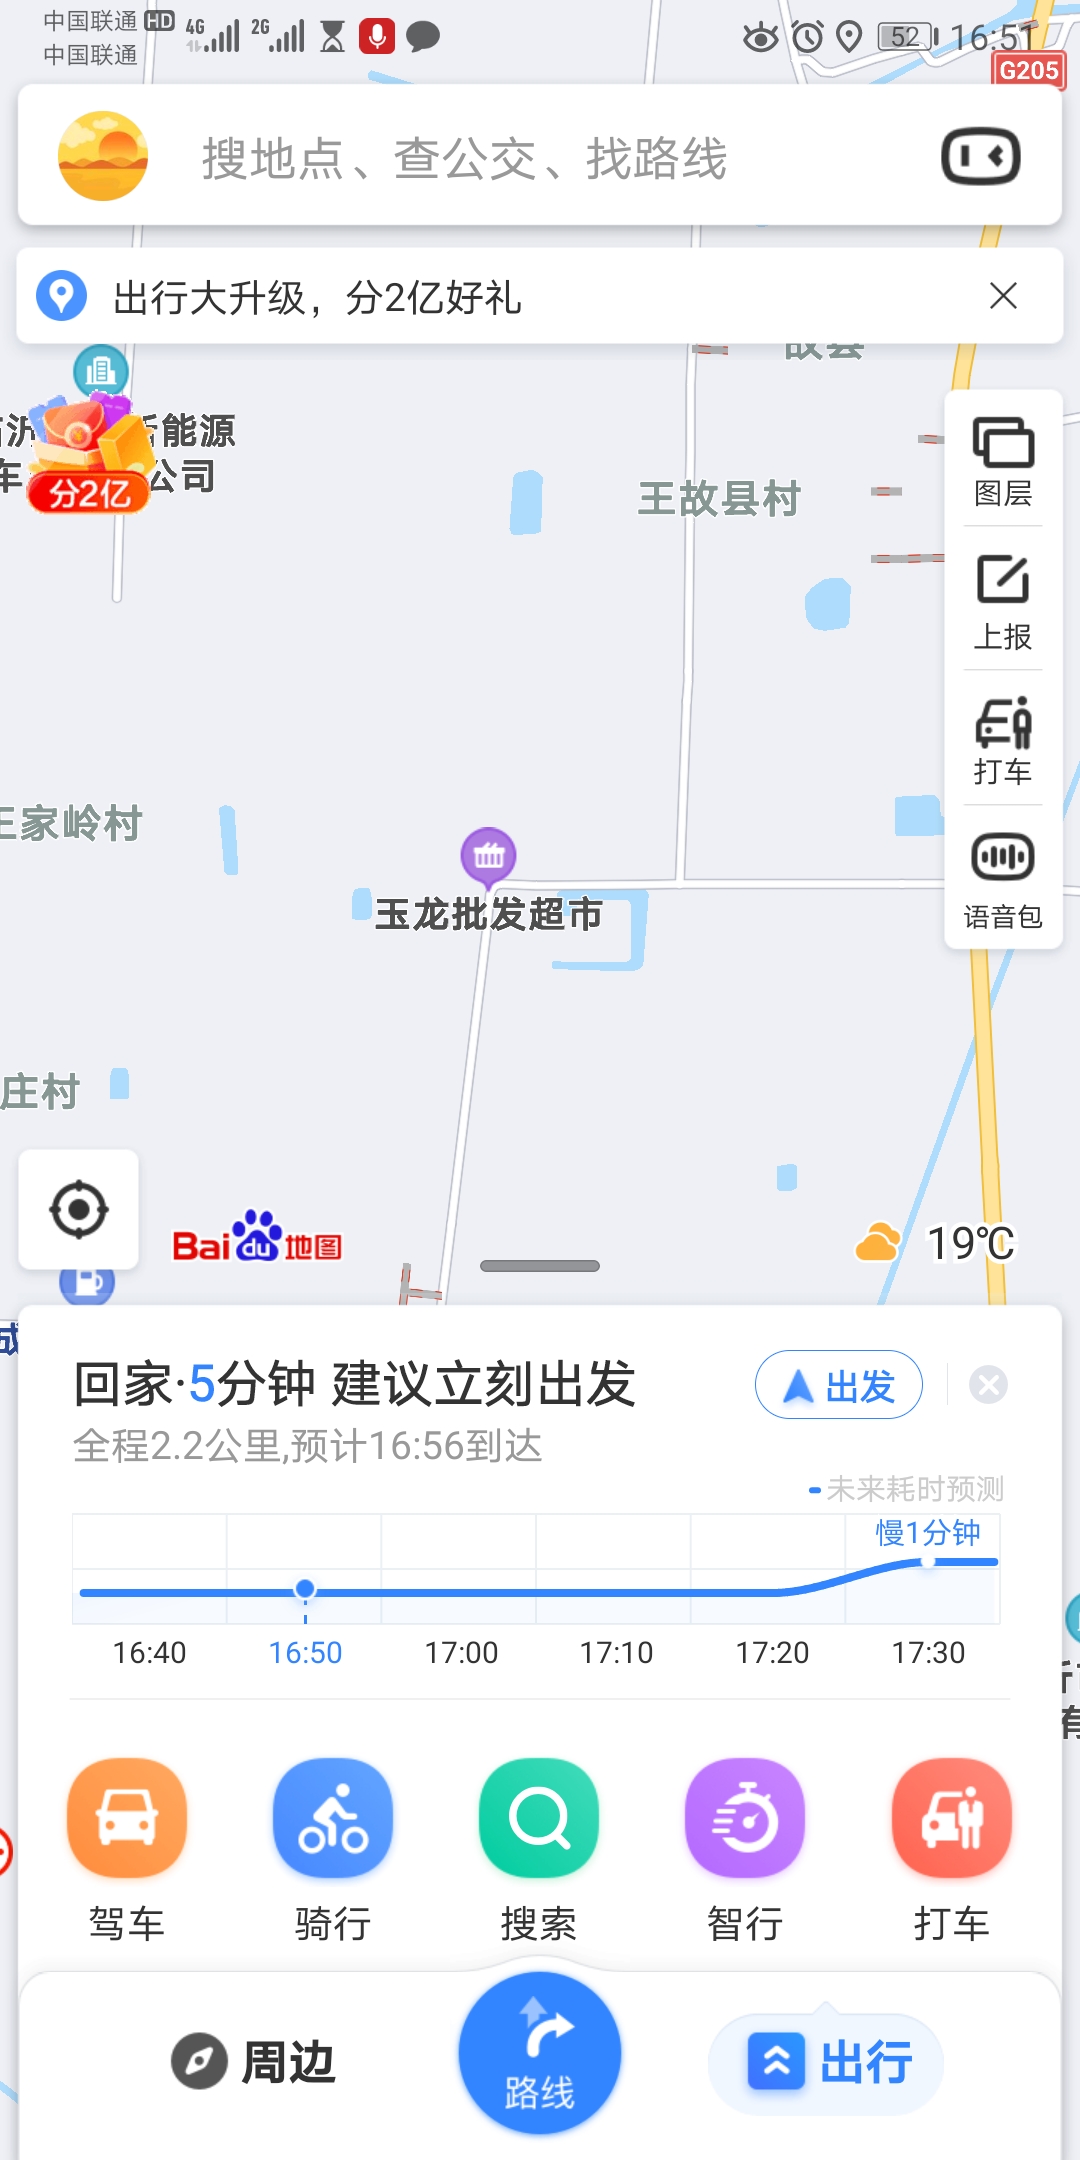 中国联通 HD 4G 2G 52 16:51
中国联通
G205
搜地点、查公交、找路线
出行大升级，分2亿好礼
故县
能源
公司
分2亿
王故县村
图层
上报
打车
语音包
王家岭村
玉龙批发超市
庄村
Bai du 地图
19℃
回家·5分钟 建议立刻出发
出发
全程2.2公里,预计16:56到达
未来耗时预测
慢1分钟
16:40 16:50 17:00 17:10 17:20 17:30
驾车 骑行 搜索 智行 打车
周边 路线 出行